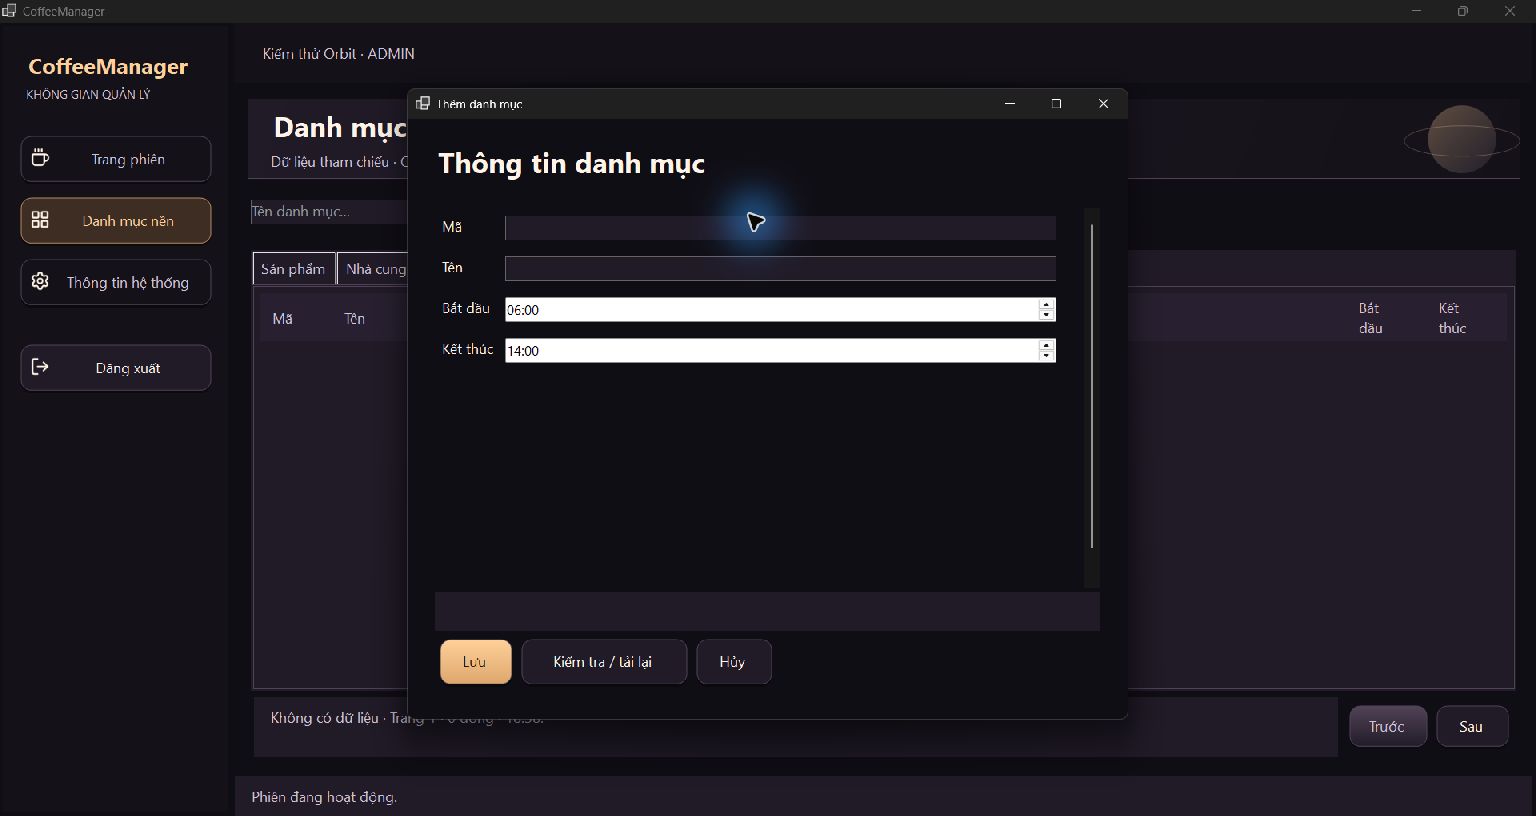 CoffeeManager
CoffeeManager
KHÔNG GIAN QUẢN LÝ
Trang phiên
Danh mục nền
Thông tin hệ thống
Đăng xuất
Kiểm thử Orbit · ADMIN
Danh mục
Dữ liệu tham chiếu ·
Tên danh mục...
Sản phẩm
Nhà cung
Mã
Tên
Bắt đầu
Kết thúc
Thêm danh mục
Thông tin danh mục
Mã
Tên
Bắt đầu
06:00
Kết thúc
14:00
Lưu
Kiểm tra / tải lại
Hủy
Không có dữ liệu · Trang
Trước
Sau
Phiên đang hoạt động.